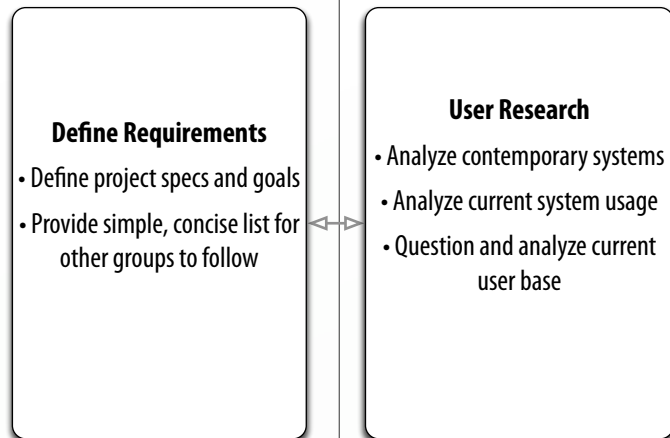 Define Requirements
• Define project specs and goals
• Provide simple, concise list for
other groups to follow
User Research
• Analyze contemporary systems
• Analyze current system usage
• Question and analyze current
user base